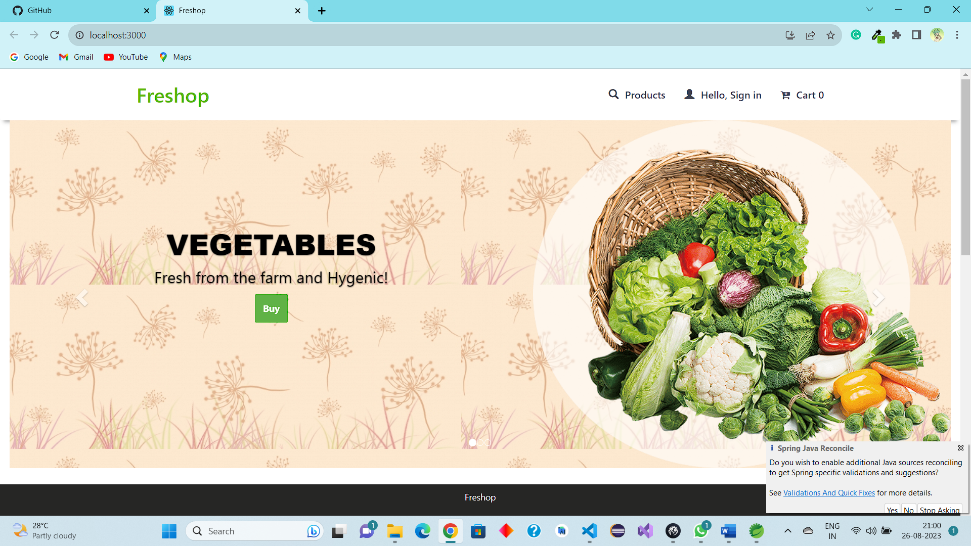 GitHub
Freshop
localhost:3000
Google Gmail YouTube Maps
Freshop
Products Hello, Sign in Cart 0
VEGETABLES
Fresh from the farm and Hygenic!
Buy
Spring Java Reconcile
Do you wish to enable additional Java sources reconciling
to get Spring specific validations and suggestions?
See Validations And Quick Fixes for more details.
Yes No Stop Asking
Freshop
28°C
Partly cloudy
Search
1
1
ENG
IN
21:00
26-08-2023
1